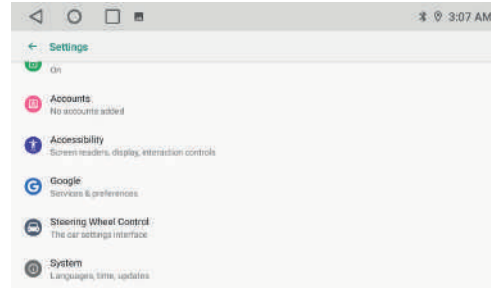 3:07 AM
Settings
On
Accounts
No accounts added
Accessibility
Screen readers, display, interaction controls
Google
Services & preferences
Steering Wheel Control
The car settings interface
System
Languages, time, updates